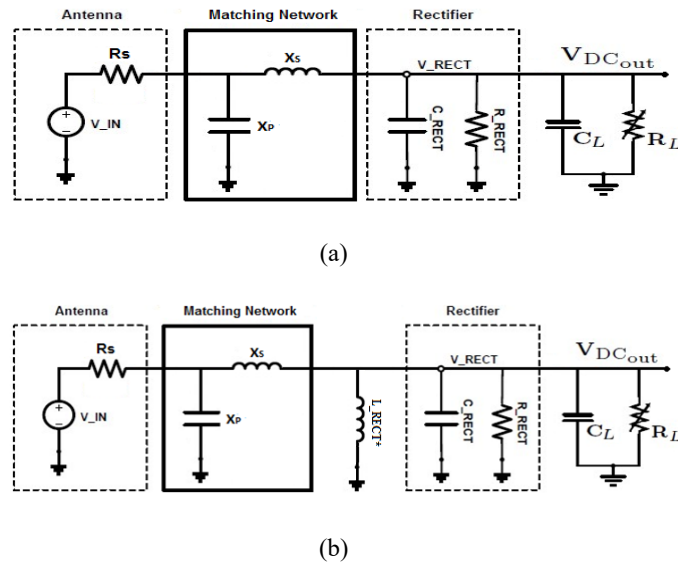 Antenna Matching Network Rectifier
Rs Xs V_RECT VDCout
+ − V_IN XP C_RECT R_RECT CL RL
(a)
Antenna Matching Network Rectifier
Rs Xs V_RECT VDCout
+ − V_IN XP L_RECT* C_RECT R_RECT CL RL
(b)